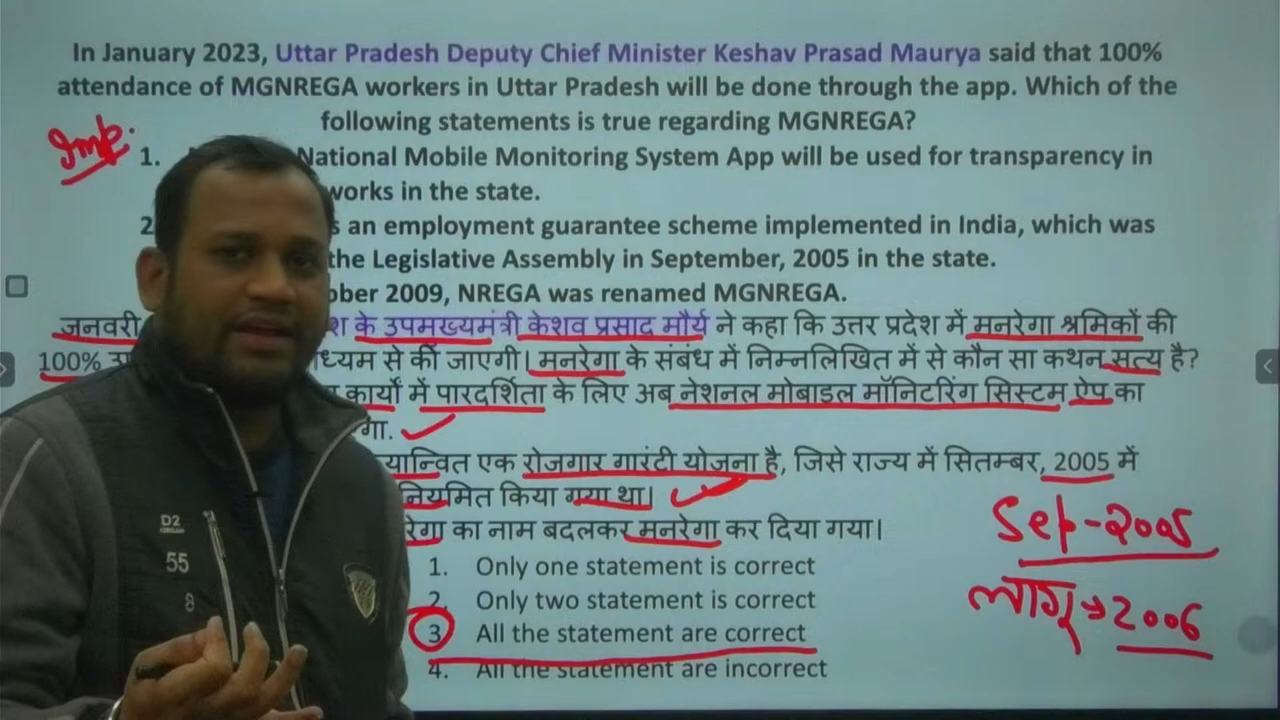 In January 2023, Uttar Pradesh Deputy Chief Minister Keshav Prasad Maurya said that 100%
attendance of MGNREGA workers in Uttar Pradesh will be done through the app. Which of the
following statements is true regarding MGNREGA?
Imp.
1. National Mobile Monitoring System App will be used for transparency in
works in the state.
2 an employment guarantee scheme implemented in India, which was
the Legislative Assembly in September, 2005 in the state.
2009, NREGA was renamed MGNREGA.
जनवरी के उपमख्यमंत्री केशव प्रसाद मौर्य ने कहा कि उत्तर प्रदेश में मनरेगा श्रमिकों की
100% से की जाएगी। मनरेगा के संबंध में निम्नलिखित में से कौन सा कथन सत्य है?
कार्यों में पारदर्शिता के लिए अब नेशनल मोबाइल मॉनिटरिंग सिस्टम ऐप का
एक रोजगार गारंटी योजना है, जिसे राज्य में सितम्बर, 2005 में
किया गया था।
का नाम बदलकर मनरेगा कर दिया गया।
Sep-2005
लागू → 2006
1. Only one statement is correct
2. Only two statement is correct
3 All the statement are correct
4. All the statement are incorrect
D2
55
8